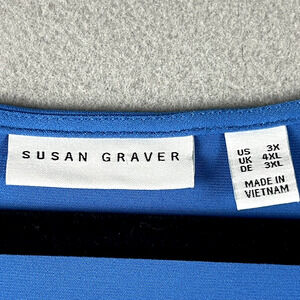 SUSAN GRAVER
US 3X
UK 4XL
DE 3XL
MADE IN
VIETNAM